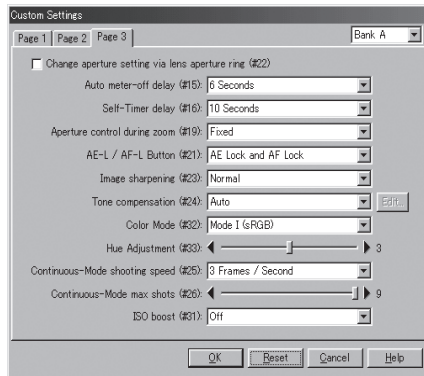 Custom Settings
Page 1 Page 2 Page 3 Bank A
Change aperture setting via lens aperture ring (#22)
Auto meter-off delay (#15): 6 Seconds
Self-Timer delay (#16): 10 Seconds
Aperture control during zoom (#19): Fixed
AE-L / AF-L Button (#21): AE Lock and AF Lock
Image sharpening (#23): Normal
Tone compensation (#24): Auto Edit...
Color Mode (#32): Mode I (sRGB)
Hue Adjustment (#33): 3
Continuous-Mode shooting speed (#25): 3 Frames / Second
Continuous-Mode max shots (#26): 9
ISO boost (#31): Off
OK Reset Cancel Help